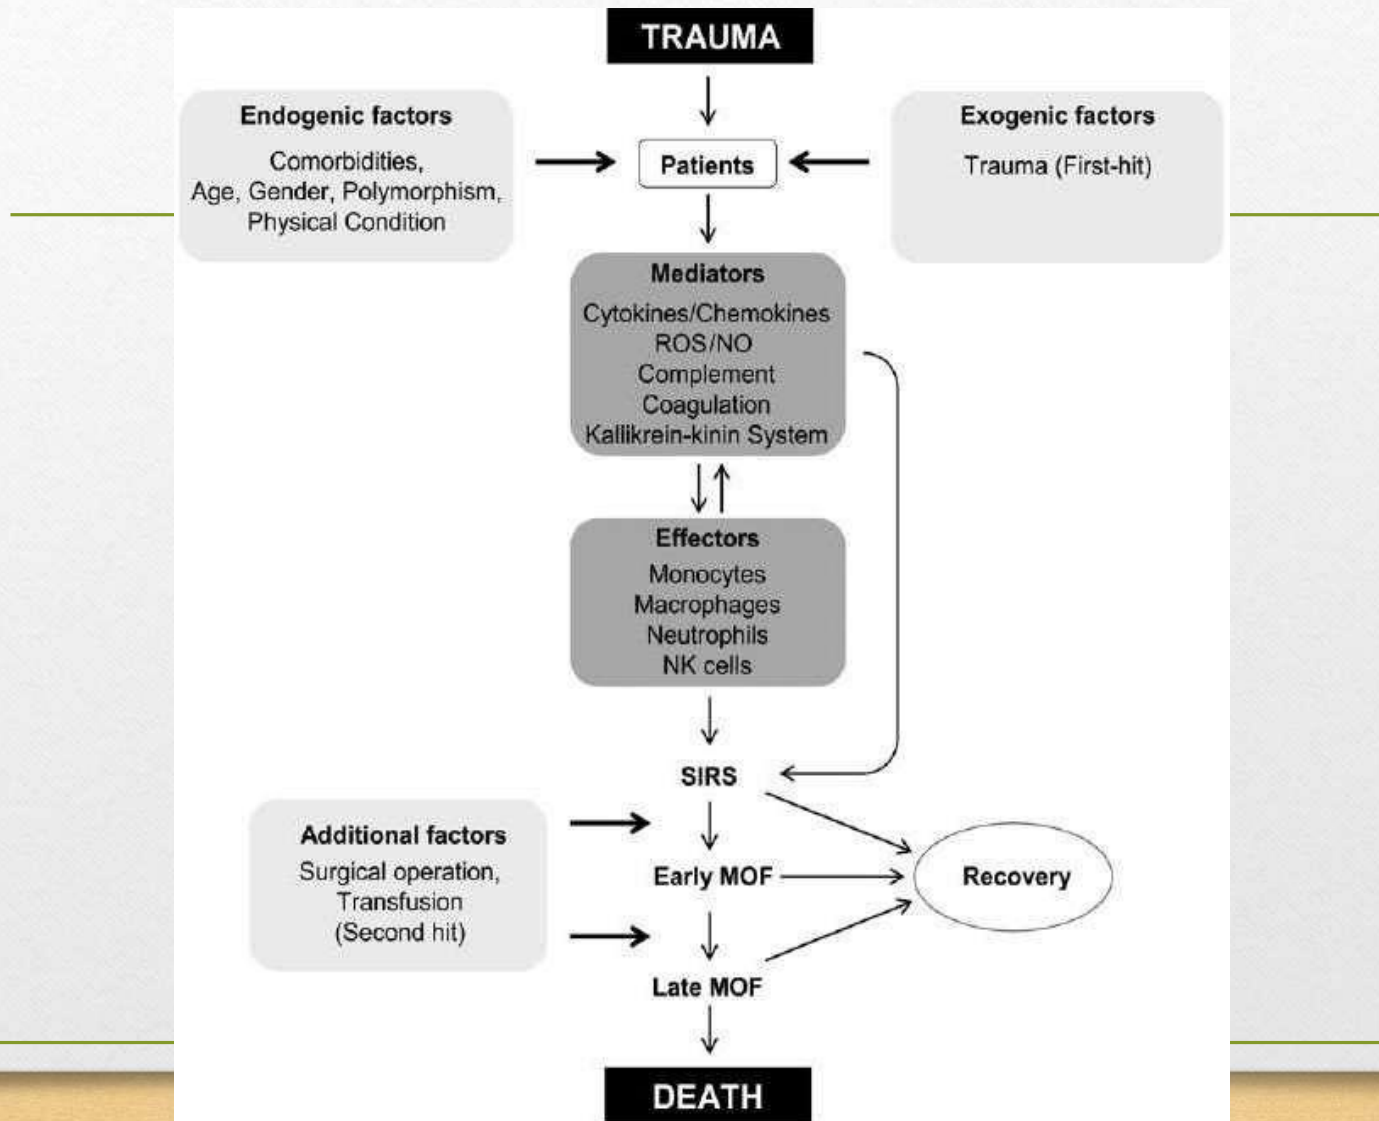 TRAUMA
Endogenic factors
Comorbidities,
Age, Gender, Polymorphism,
Physical Condition
Patients
Exogenic factors
Trauma (First-hit)
Mediators
Cytokines/Chemokines
ROS/NO
Complement
Coagulation
Kallikrein-kinin System
Effectors
Monocytes
Macrophages
Neutrophils
NK cells
SIRS
Additional factors
Surgical operation,
Transfusion
(Second hit)
Early MOF
Recovery
Late MOF
DEATH